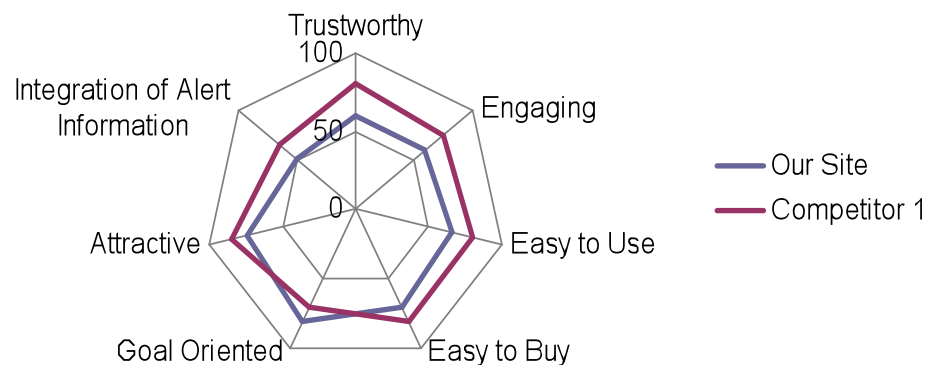 Trustworthy
100
Integration of Alert
Information
Engaging
50
0
Attractive
Easy to Use
Goal Oriented
Easy to Buy
Our Site
Competitor 1